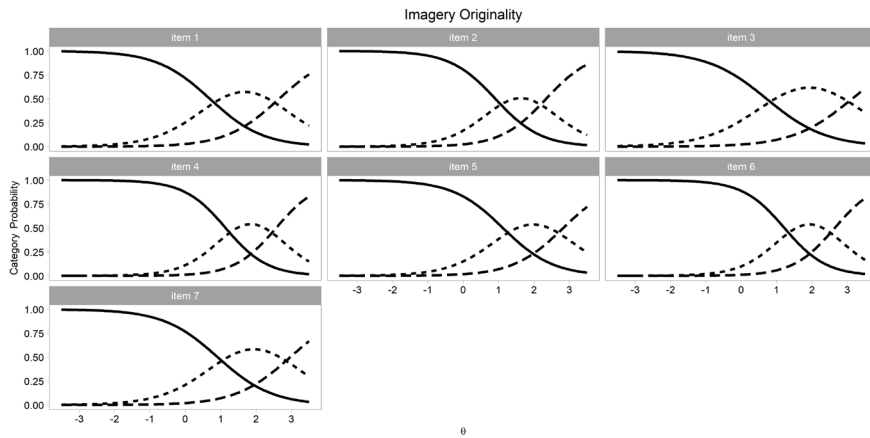 Imagery Originality
item 1
item 2
item 3
1.00
0.75
0.50
0.25
0.00
item 4
item 5
item 6
Category Probability
1.00
0.75
0.50
0.25
0.00
-3 -2 -1 0 1 2 3
-3 -2 -1 0 1 2 3
item 7
1.00
0.75
0.50
0.25
0.00
-3 -2 -1 0 1 2 3
θ